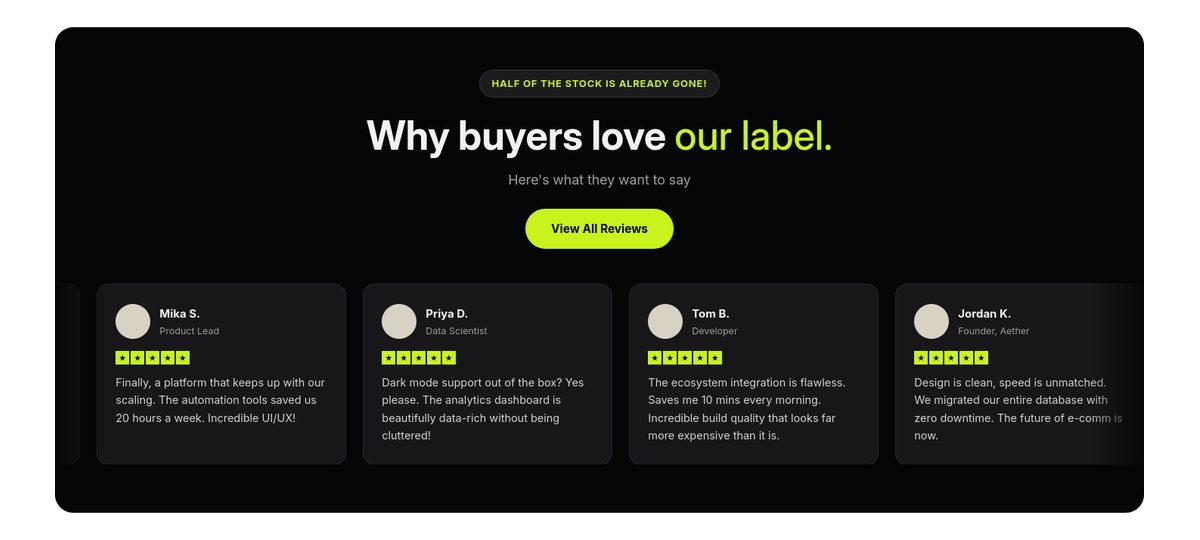 HALF OF THE STOCK IS ALREADY GONE!
Why buyers love our label.
Here's what they want to say
View All Reviews
Mika S.
Product Lead
Finally, a platform that keeps up with our
scaling. The automation tools saved us
20 hours a week. Incredible UI/UX!
Priya D.
Data Scientist
Dark mode support out of the box? Yes
please. The analytics dashboard is
beautifully data-rich without being
cluttered!
Tom B.
Developer
The ecosystem integration is flawless.
Saves me 10 mins every morning.
Incredible build quality that looks far
more expensive than it is.
Jordan K.
Founder, Aether
Design is clean, speed is unmatched.
We migrated our entire database with
zero downtime. The future of e-comm is
now.